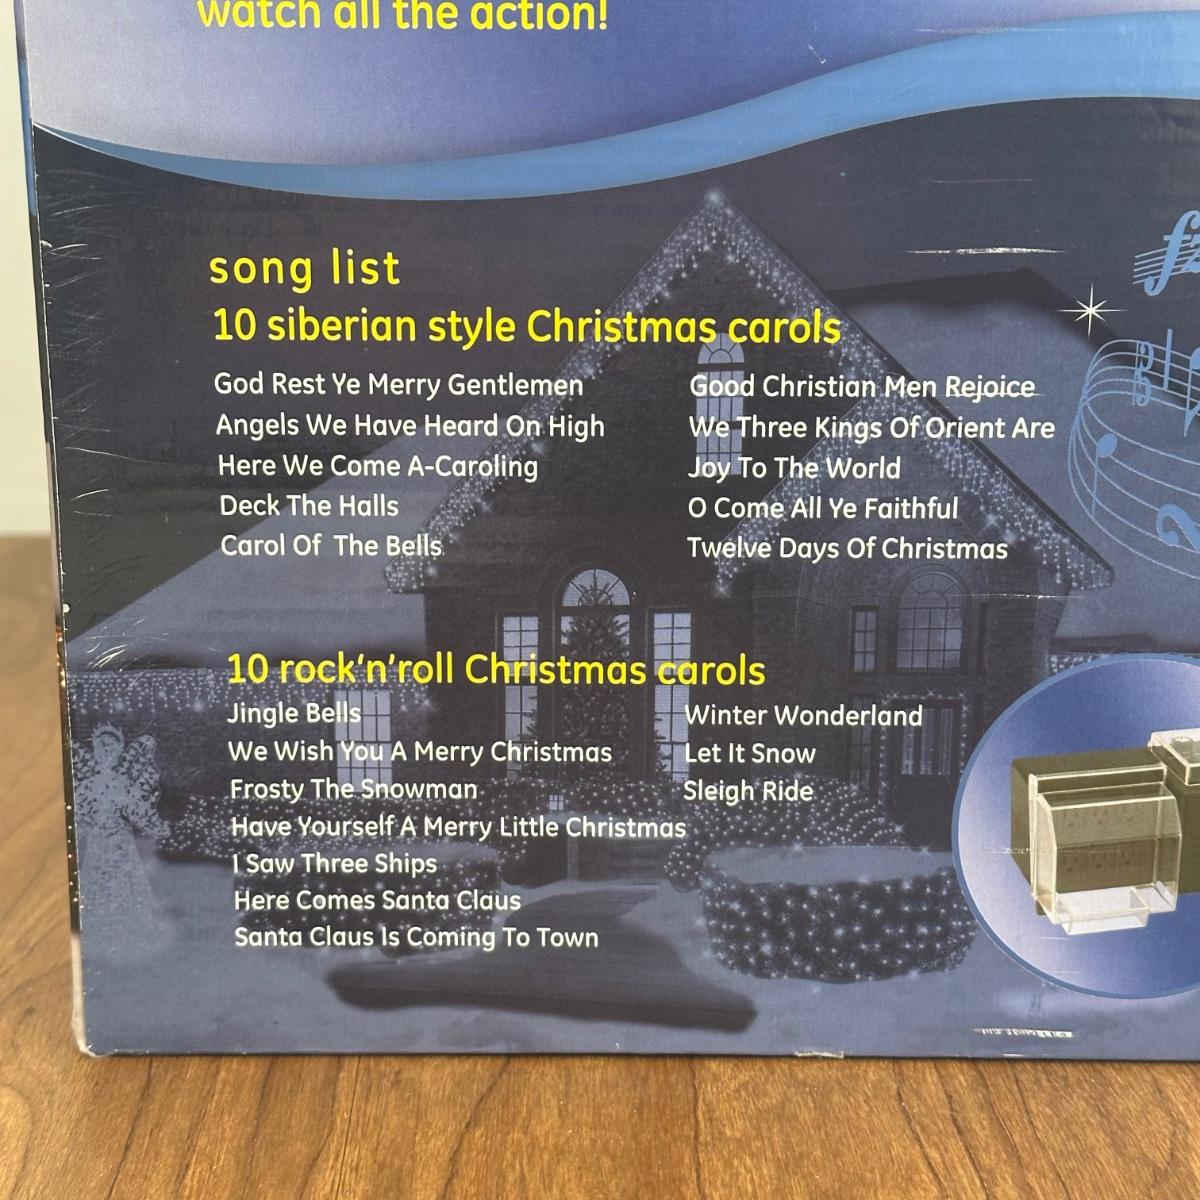 watch all the action!
song list
10 siberian style Christmas carols
God Rest Ye Merry Gentlemen
Angels We Have Heard On High
Here We Come A-Caroling
Deck The Halls
Carol Of The Bells
Good Christian Men Rejoice
We Three Kings Of Orient Are
Joy To The World
O Come All Ye Faithful
Twelve Days Of Christmas
10 rock'n'roll Christmas carols
Jingle Bells
We Wish You A Merry Christmas
Frosty The Snowman
Have Yourself A Merry Little Christmas
I Saw Three Ships
Here Comes Santa Claus
Santa Claus Is Coming To Town
Winter Wonderland
Let It Snow
Sleigh Ride